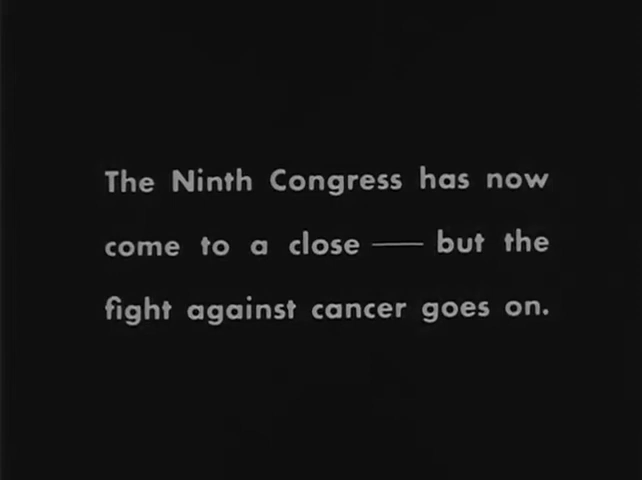 The Ninth Congress has now
come to a close — but the
fight against cancer goes on.